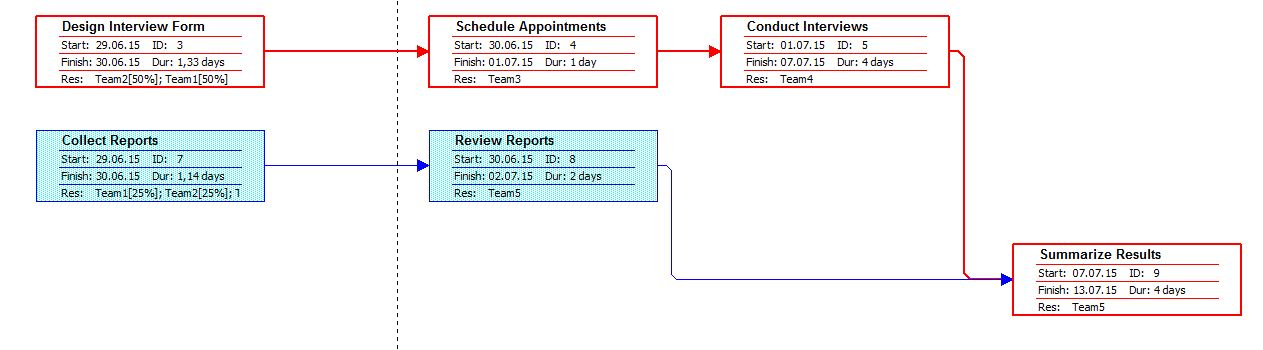 Design Interview Form
Start: 29.06.15 ID: 3
Finish: 30.06.15 Dur: 1,33 days
Res: Team2[50%]; Team1[50%]
Schedule Appointments
Start: 30.06.15 ID: 4
Finish: 01.07.15 Dur: 1 day
Res: Team3
Conduct Interviews
Start: 01.07.15 ID: 5
Finish: 07.07.15 Dur: 4 days
Res: Team4
Collect Reports
Start: 29.06.15 ID: 7
Finish: 30.06.15 Dur: 1,14 days
Res: Team1[25%]; Team2[25%]; T
Review Reports
Start: 30.06.15 ID: 8
Finish: 02.07.15 Dur: 2 days
Res: Team5
Summarize Results
Start: 07.07.15 ID: 9
Finish: 13.07.15 Dur: 4 days
Res: Team5